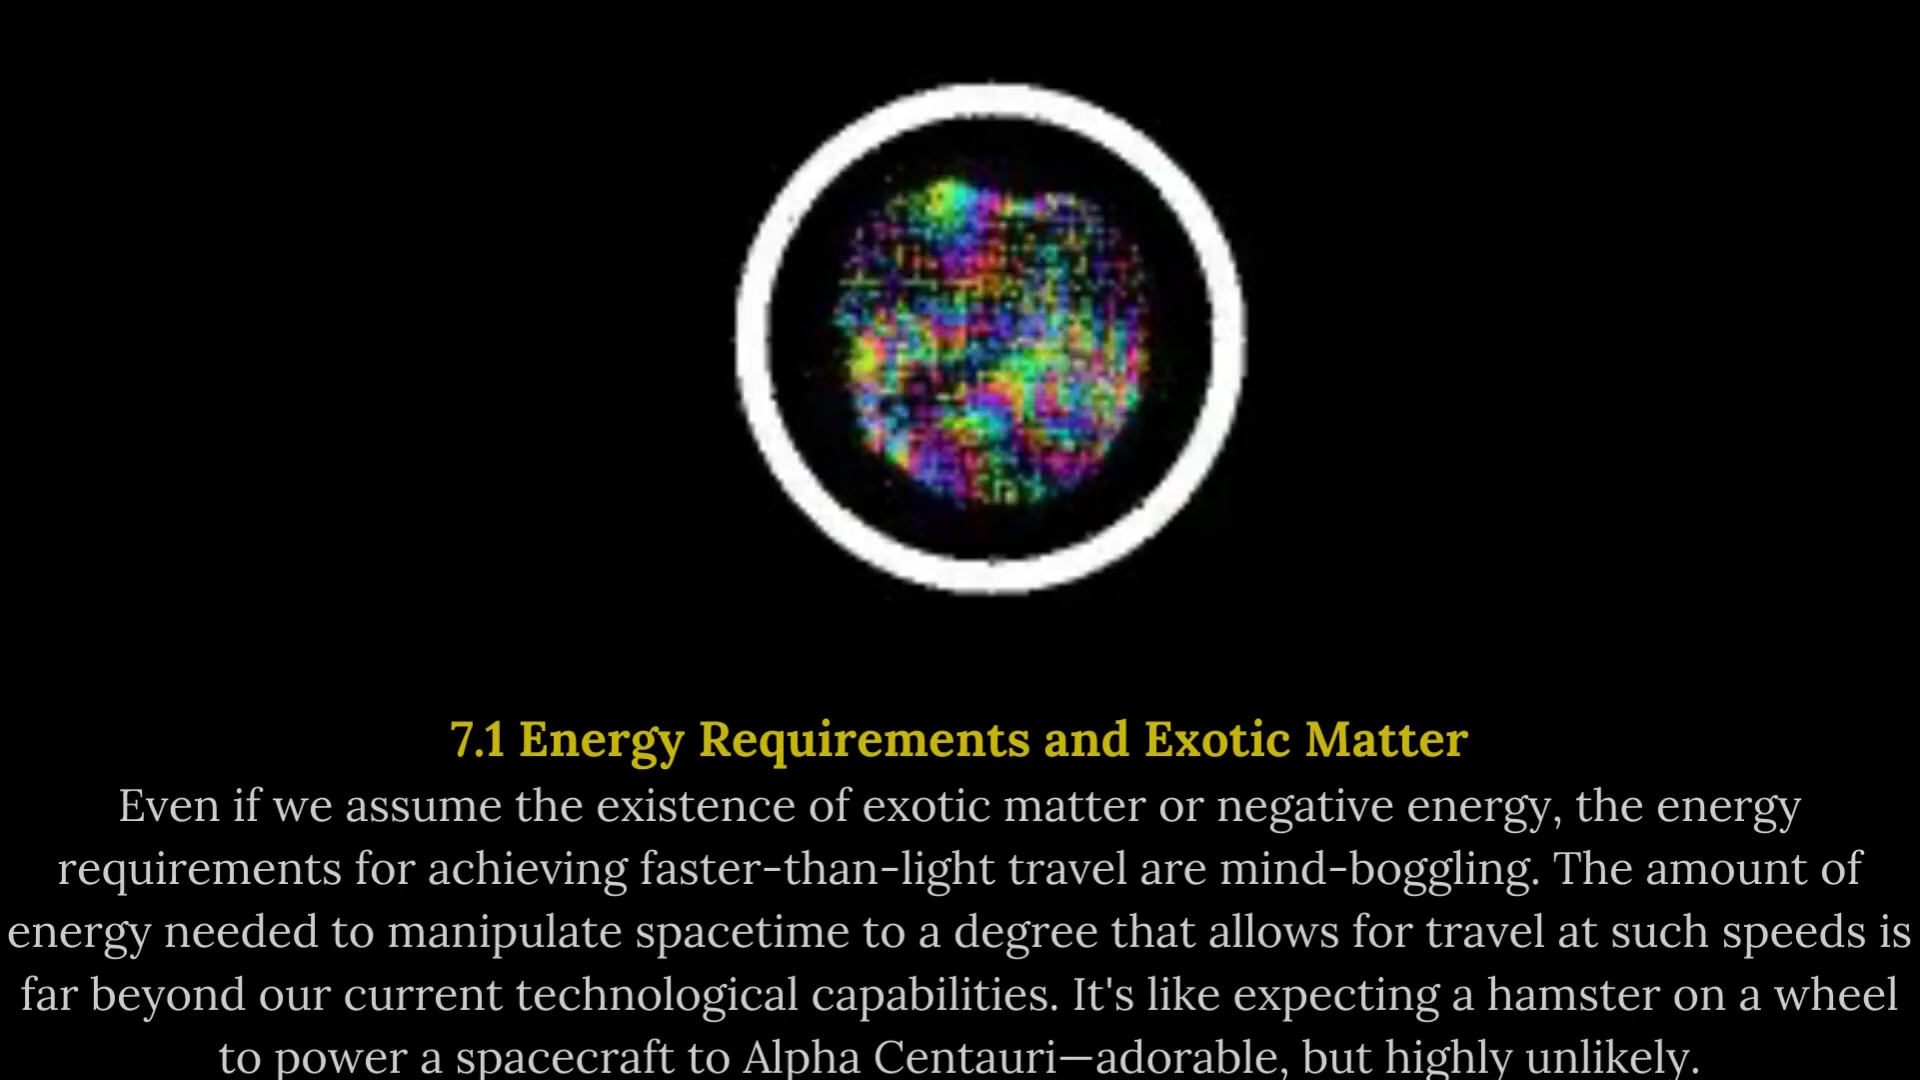 7.1 Energy Requirements and Exotic Matter
Even if we assume the existence of exotic matter or negative energy, the energy
requirements for achieving faster-than-light travel are mind-boggling. The amount of
energy needed to manipulate spacetime to a degree that allows for travel at such speeds is
far beyond our current technological capabilities. It's like expecting a hamster on a wheel
to power a spacecraft to Alpha Centauri—adorable, but highly unlikely.